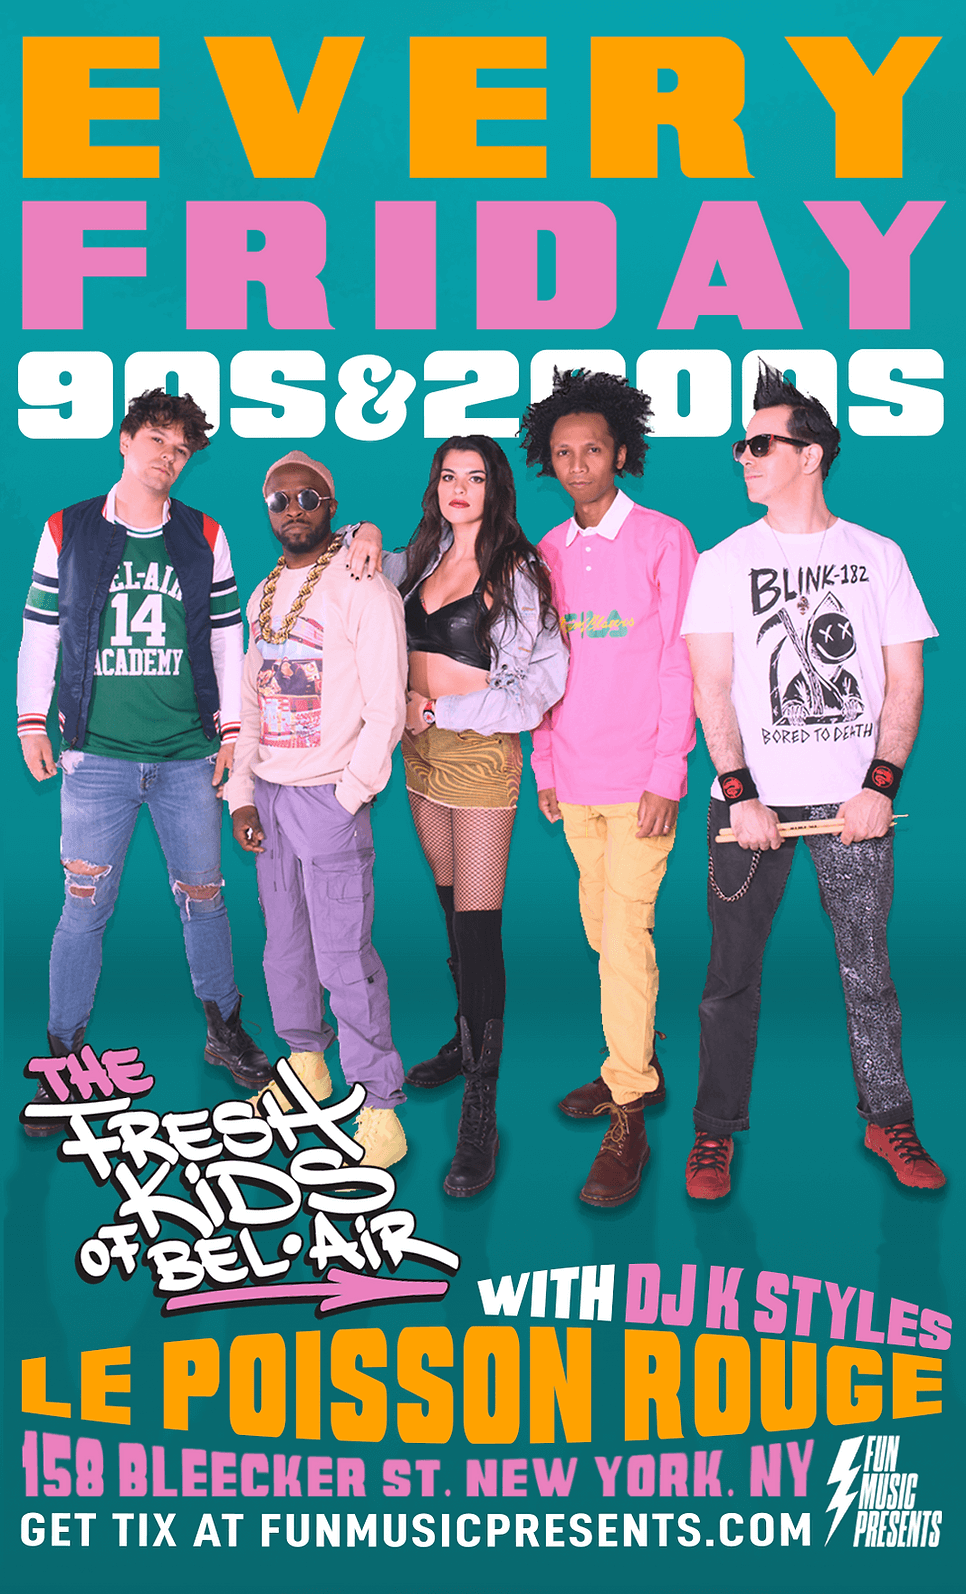 EVERY
FRIDAY
90S&2000S
BEL-AIR
14
ACADEMY
BLINK-182
BORED TO DEATH
THE
FRESH
KiDS
OF BEL·AiR
WITH DJ K STYLES
LE POISSON ROUGE
158 BLEECKER ST. NEW YORK. NY
GET TIX AT FUNMUSICPRESENTS.COM
FUN
MUSIC
PRESENTS